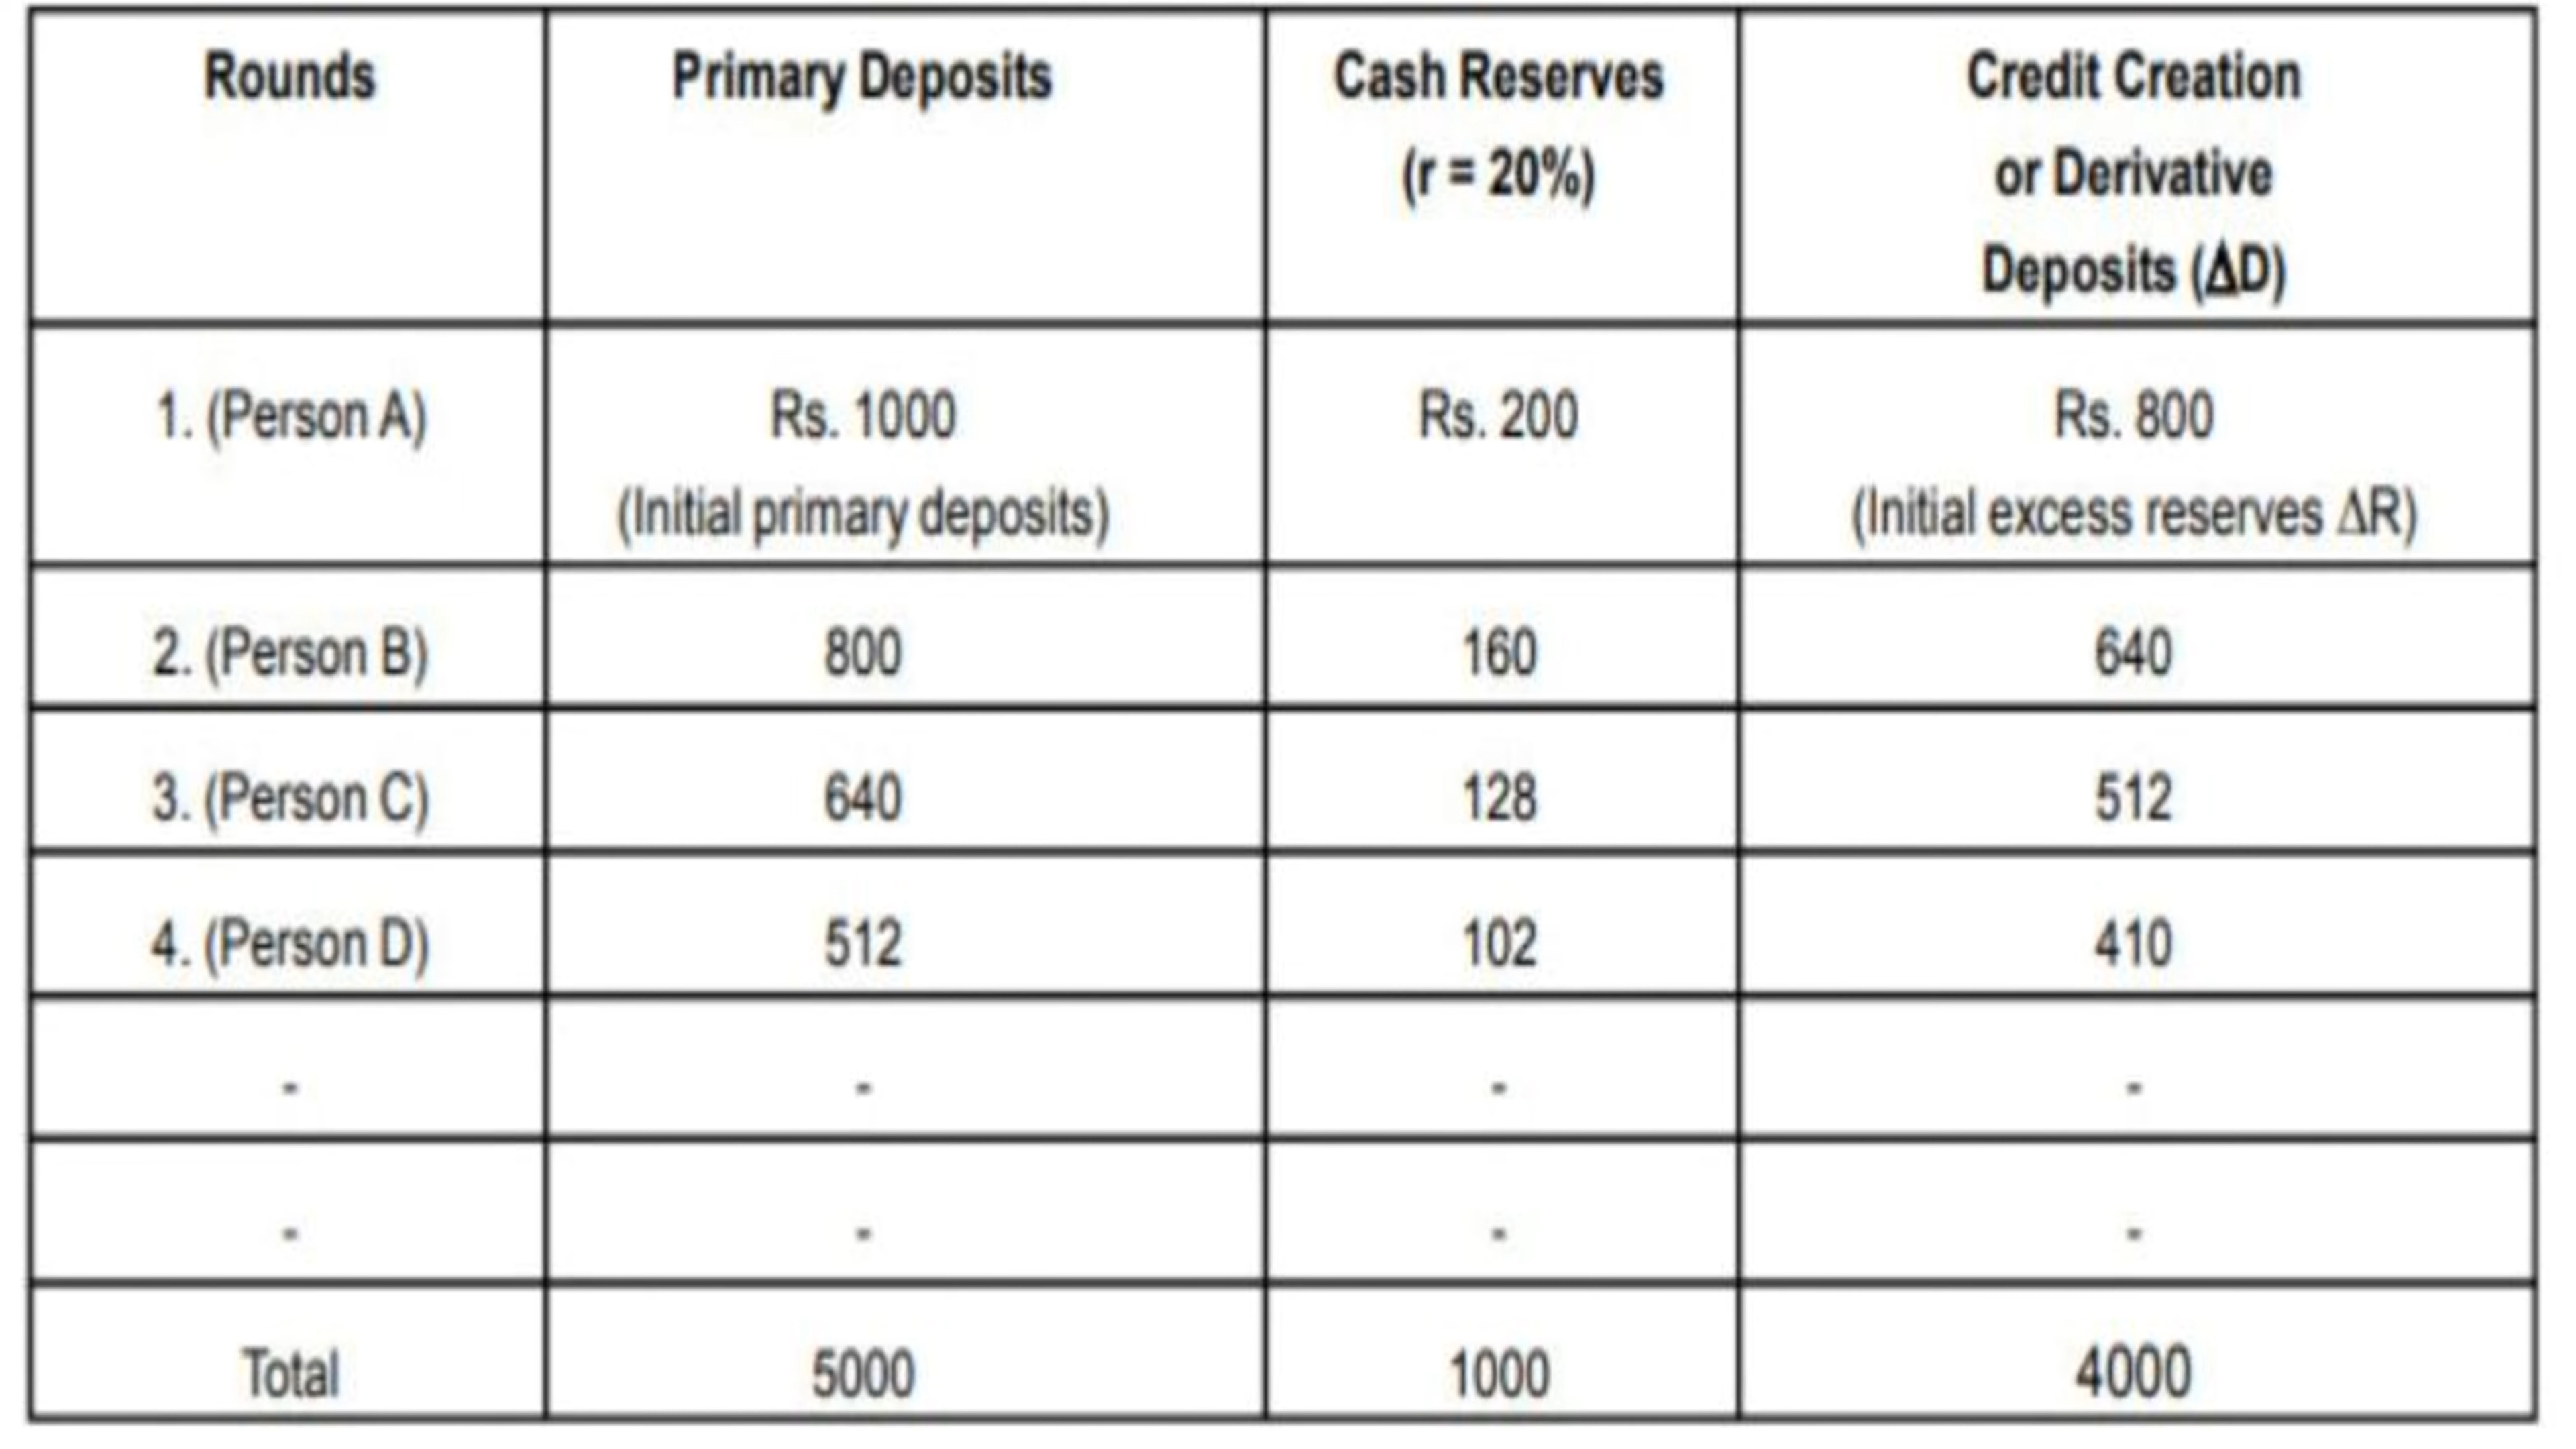 Rounds Primary Deposits Cash Reserves Credit Creation
(r = 20%) or Derivative
Deposits (ΔD)
1. (Person A) Rs. 1000 Rs. 200 Rs. 800
(Initial primary deposits) (Initial excess reserves ΔR)
2. (Person B) 800 160 640
3. (Person C) 640 128 512
4. (Person D) 512 102 410
- - - -
- - - -
Total 5000 1000 4000